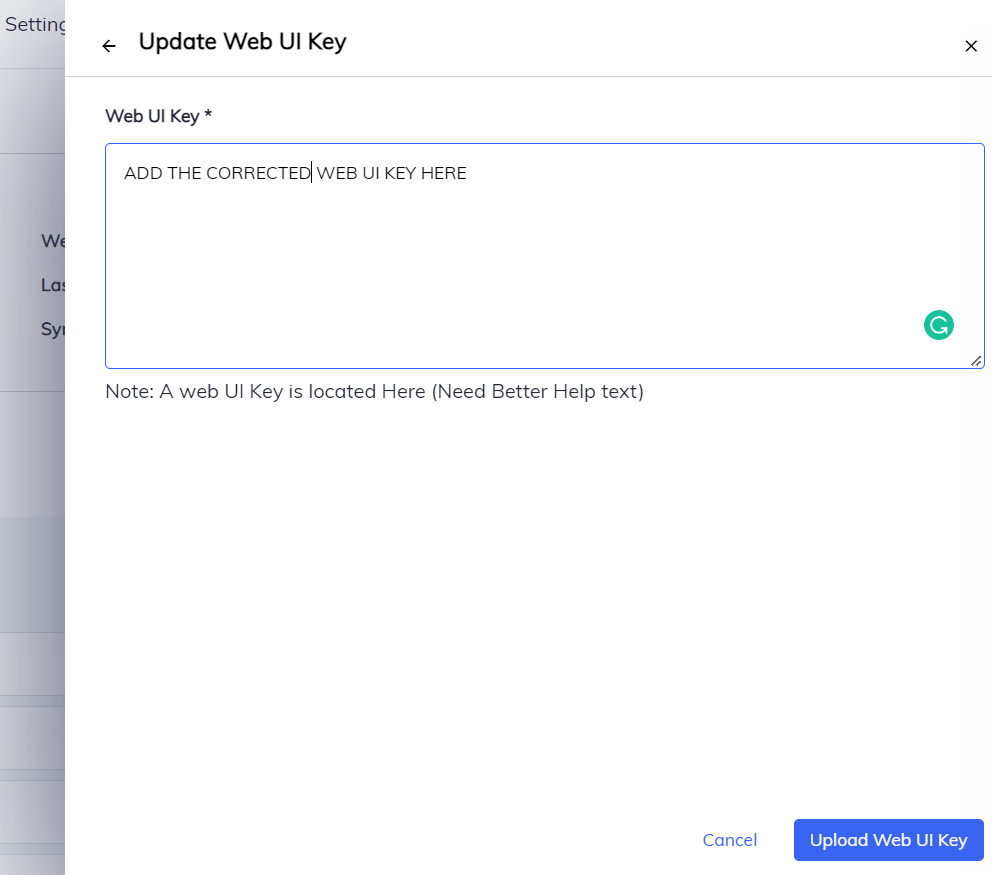 Setting
Update Web UI Key
Web UI Key *
ADD THE CORRECTED WEB UI KEY HERE
We
Las
Syn
Note: A web UI Key is located Here (Need Better Help text)
Cancel
Upload Web UI Key